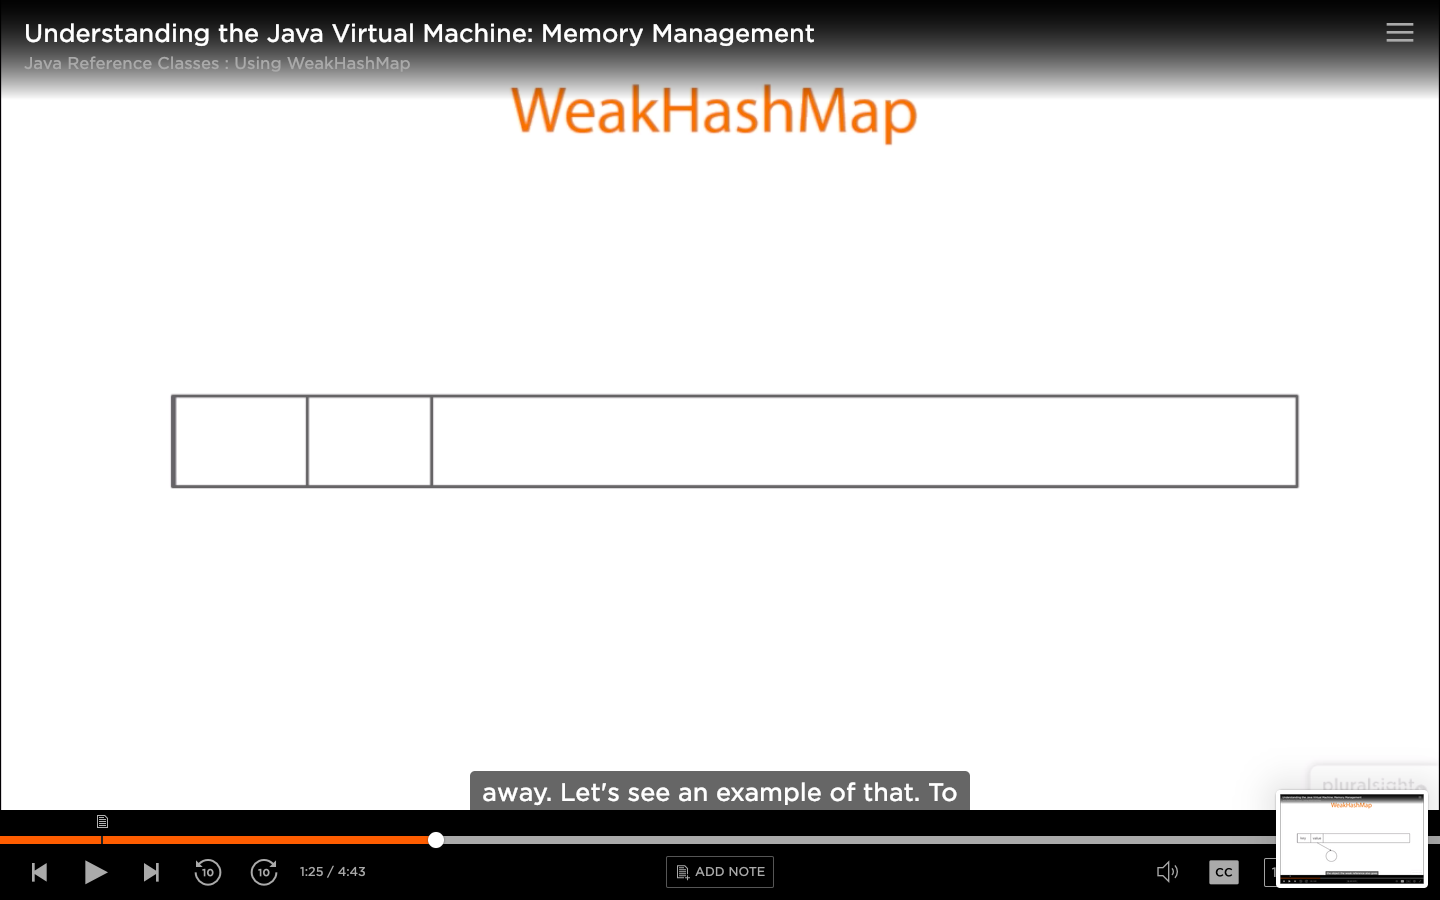 Understanding the Java Virtual Machine: Memory Management
Java Reference Classes : Using WeakHashMap
WeakHashMap
away. Let's see an example of that. To
pluralsight
10
10
1:25 / 4:43
ADD NOTE
CC
WeakHashMap